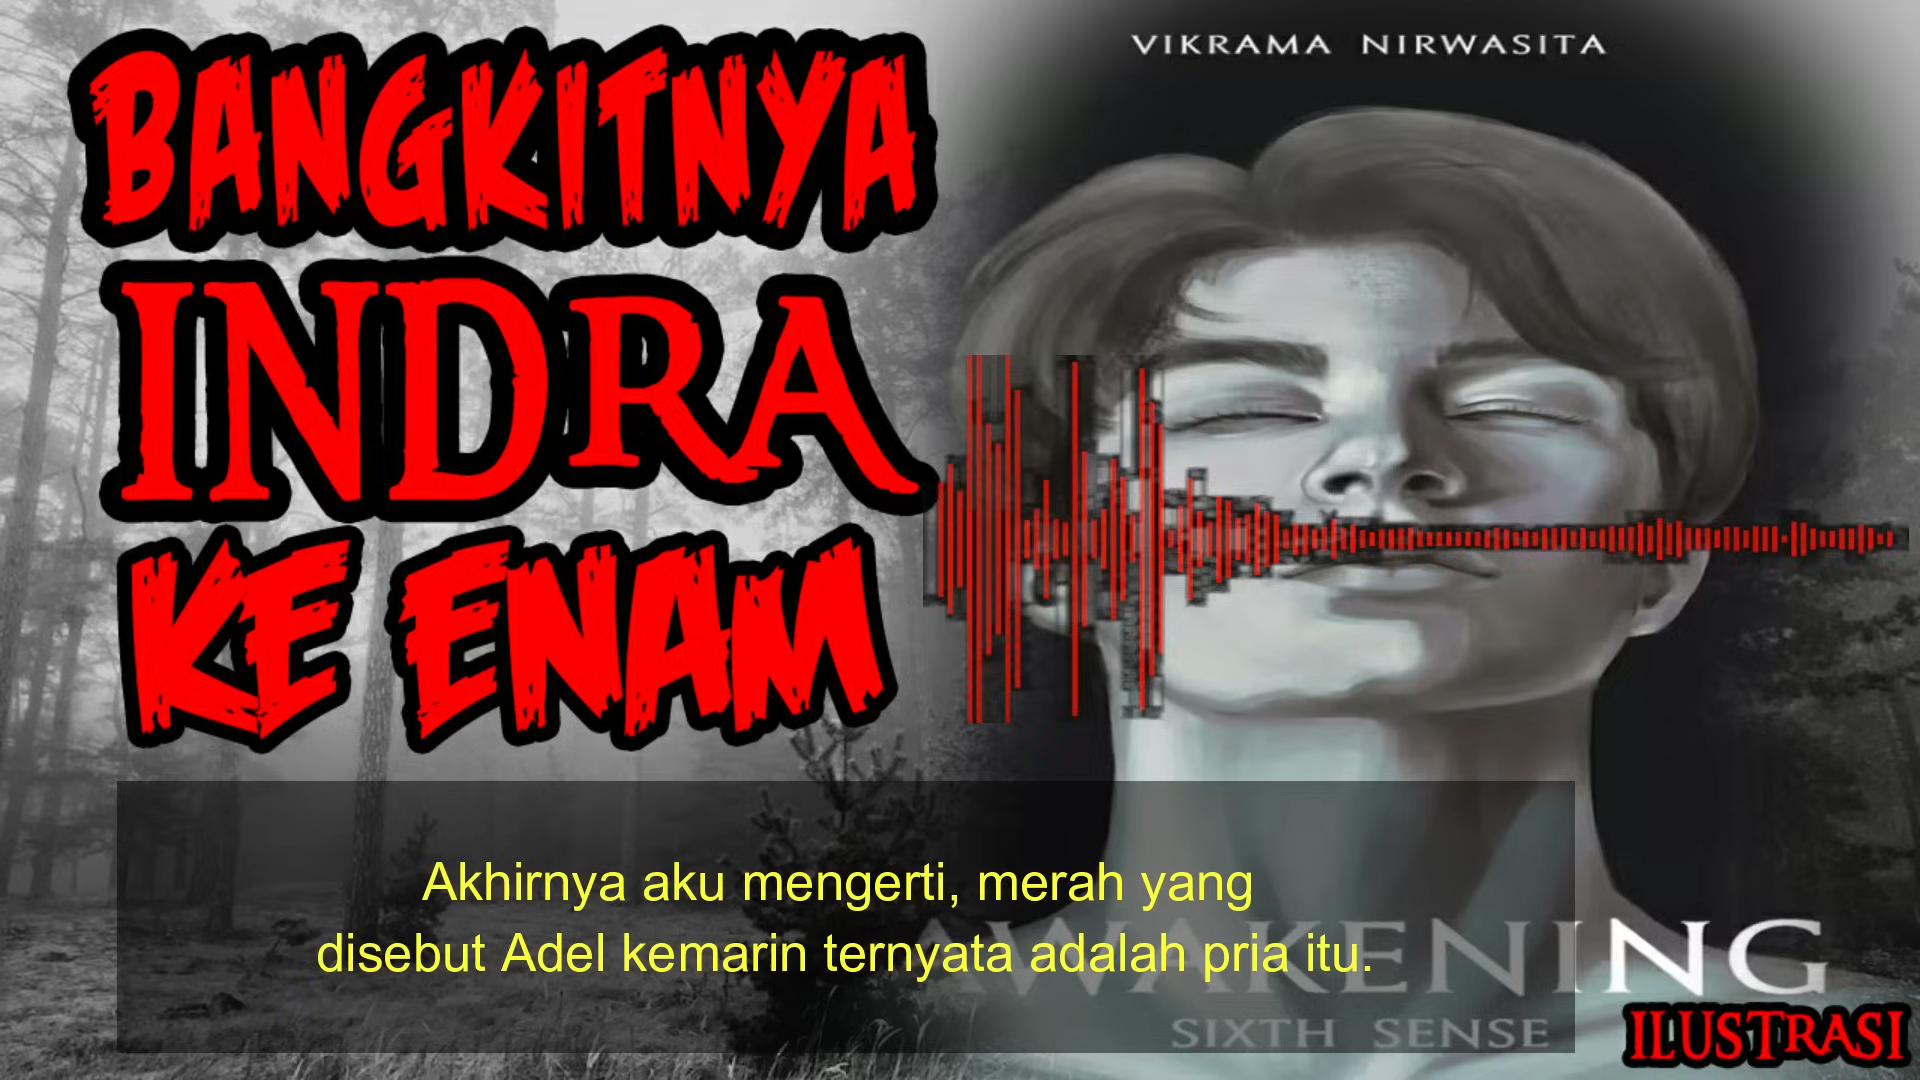 BANGKITNYA
INDRA
KE ENAM
VIKRAMA NIRWASITA
Akhirnya aku mengerti, merah yang
disebut Adel kemarin ternyata adalah pria itu.
AWAKENING
SIXTH SENSE
ILUSTRASI